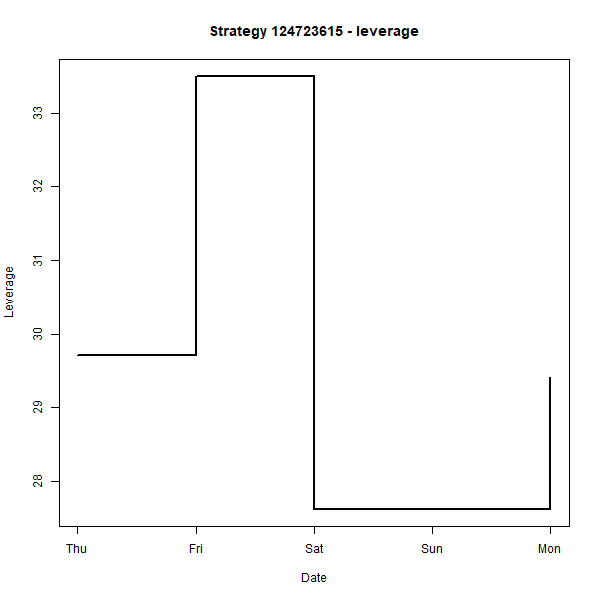 Strategy 124723615 - leverage
33
32
31
30
29
28
Leverage
Thu Fri Sat Sun Mon
Date